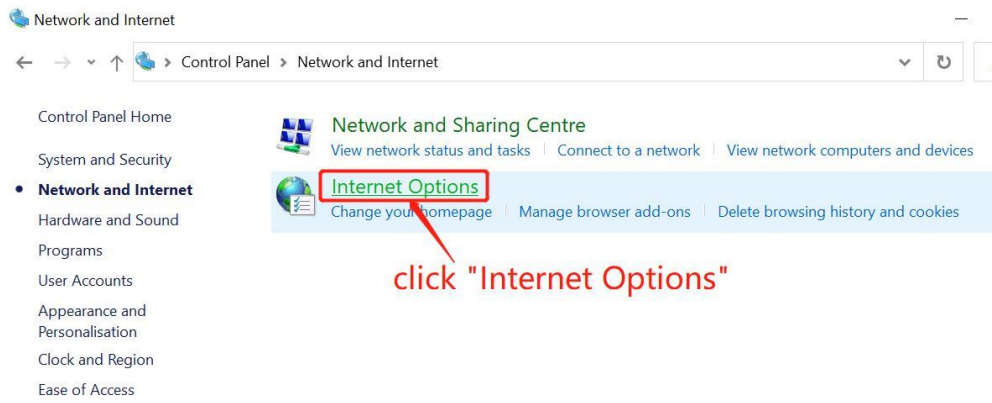 Network and Internet
Control Panel > Network and Internet
Control Panel Home
System and Security
Network and Internet
Hardware and Sound
Programs
User Accounts
Appearance and
Personalisation
Clock and Region
Ease of Access
Network and Sharing Centre
View network status and tasks | Connect to a network | View network computers and devices
Internet Options
Change your homepage | Manage browser add-ons | Delete browsing history and cookies
click "Internet Options"